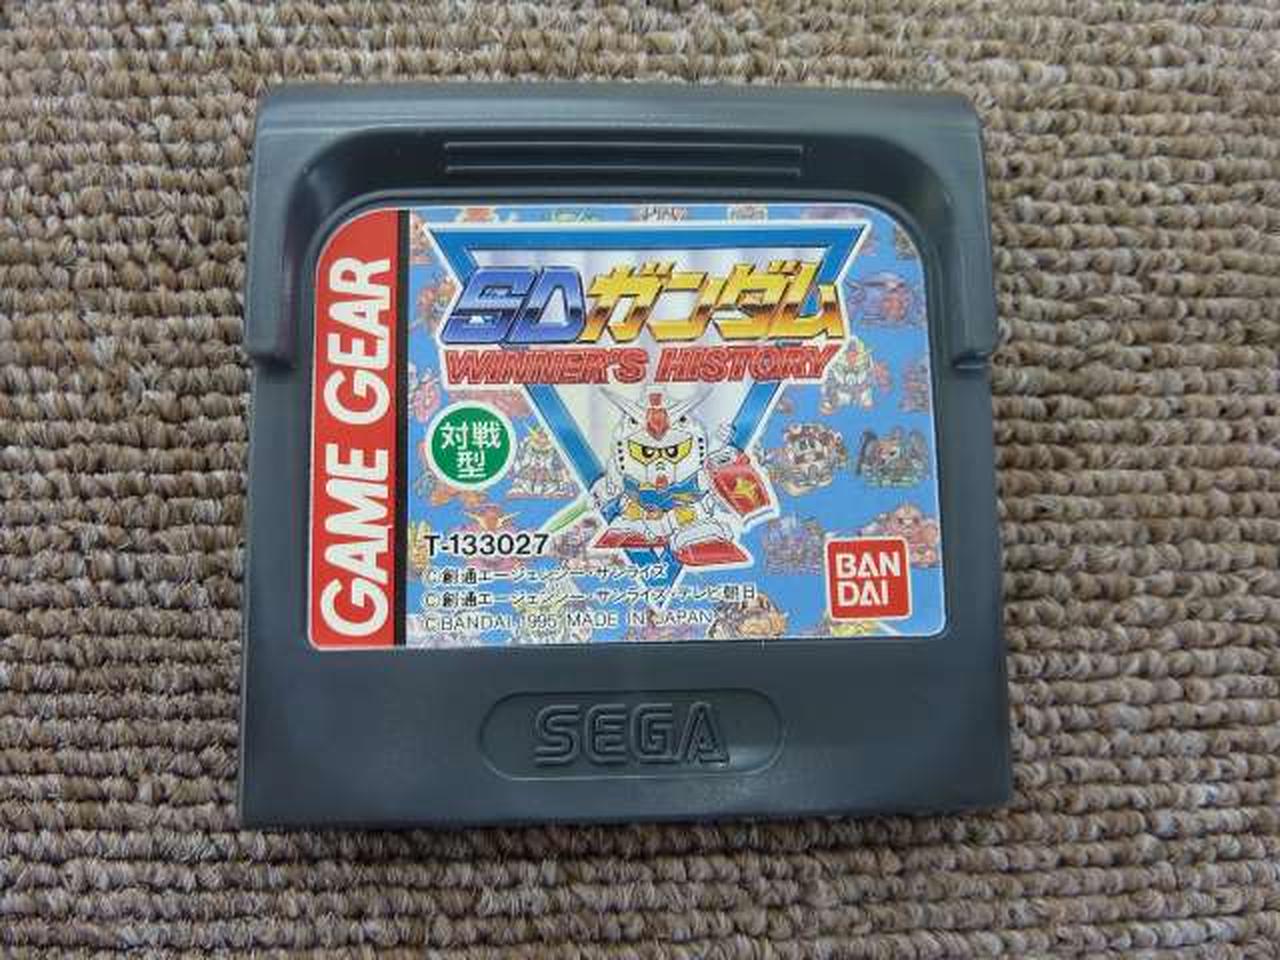 GAME GEAR
SDガンダム
WINNER'S HISTORY
対戦
型
T-133027
©創通エージェンシー・サンライズ
©創通エージェンシー・サンライズ・テレビ朝日
©BANDAI 1995 MADE IN JAPAN
BAN
DAI
SEGA